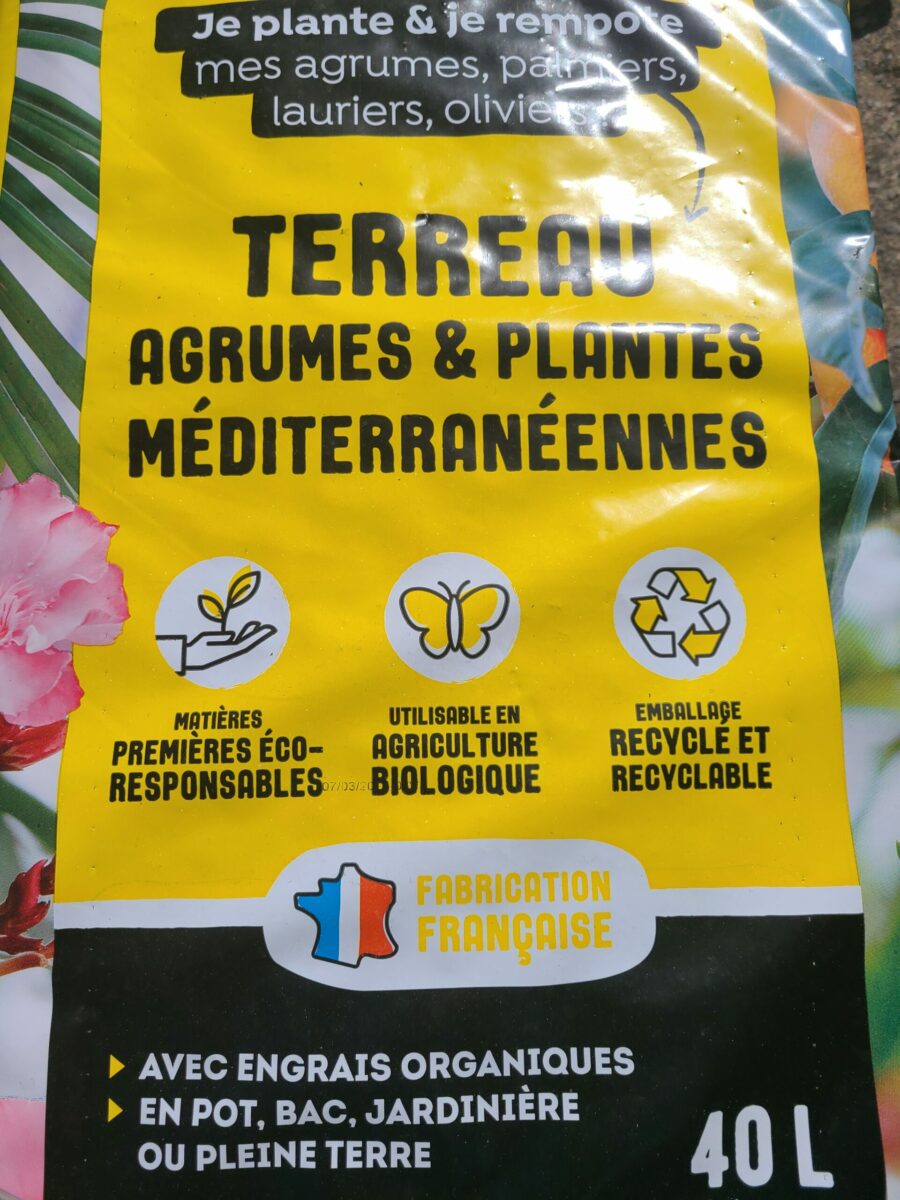 Je plante & je rempote
mes agrumes, palmiers,
lauriers, oliviers !
TERREAU
AGRUMES & PLANTES
MÉDITERRANÉENNES
MATIÈRES
PREMIÈRES ÉCO-
RESPONSABLES
UTILISABLE EN
AGRICULTURE
BIOLOGIQUE
EMBALLAGE
RECYCLÉ ET
RECYCLABLE
FABRICATION
FRANÇAISE
AVEC ENGRAIS ORGANIQUES
EN POT, BAC, JARDINIÈRE
OU PLEINE TERRE
40 L